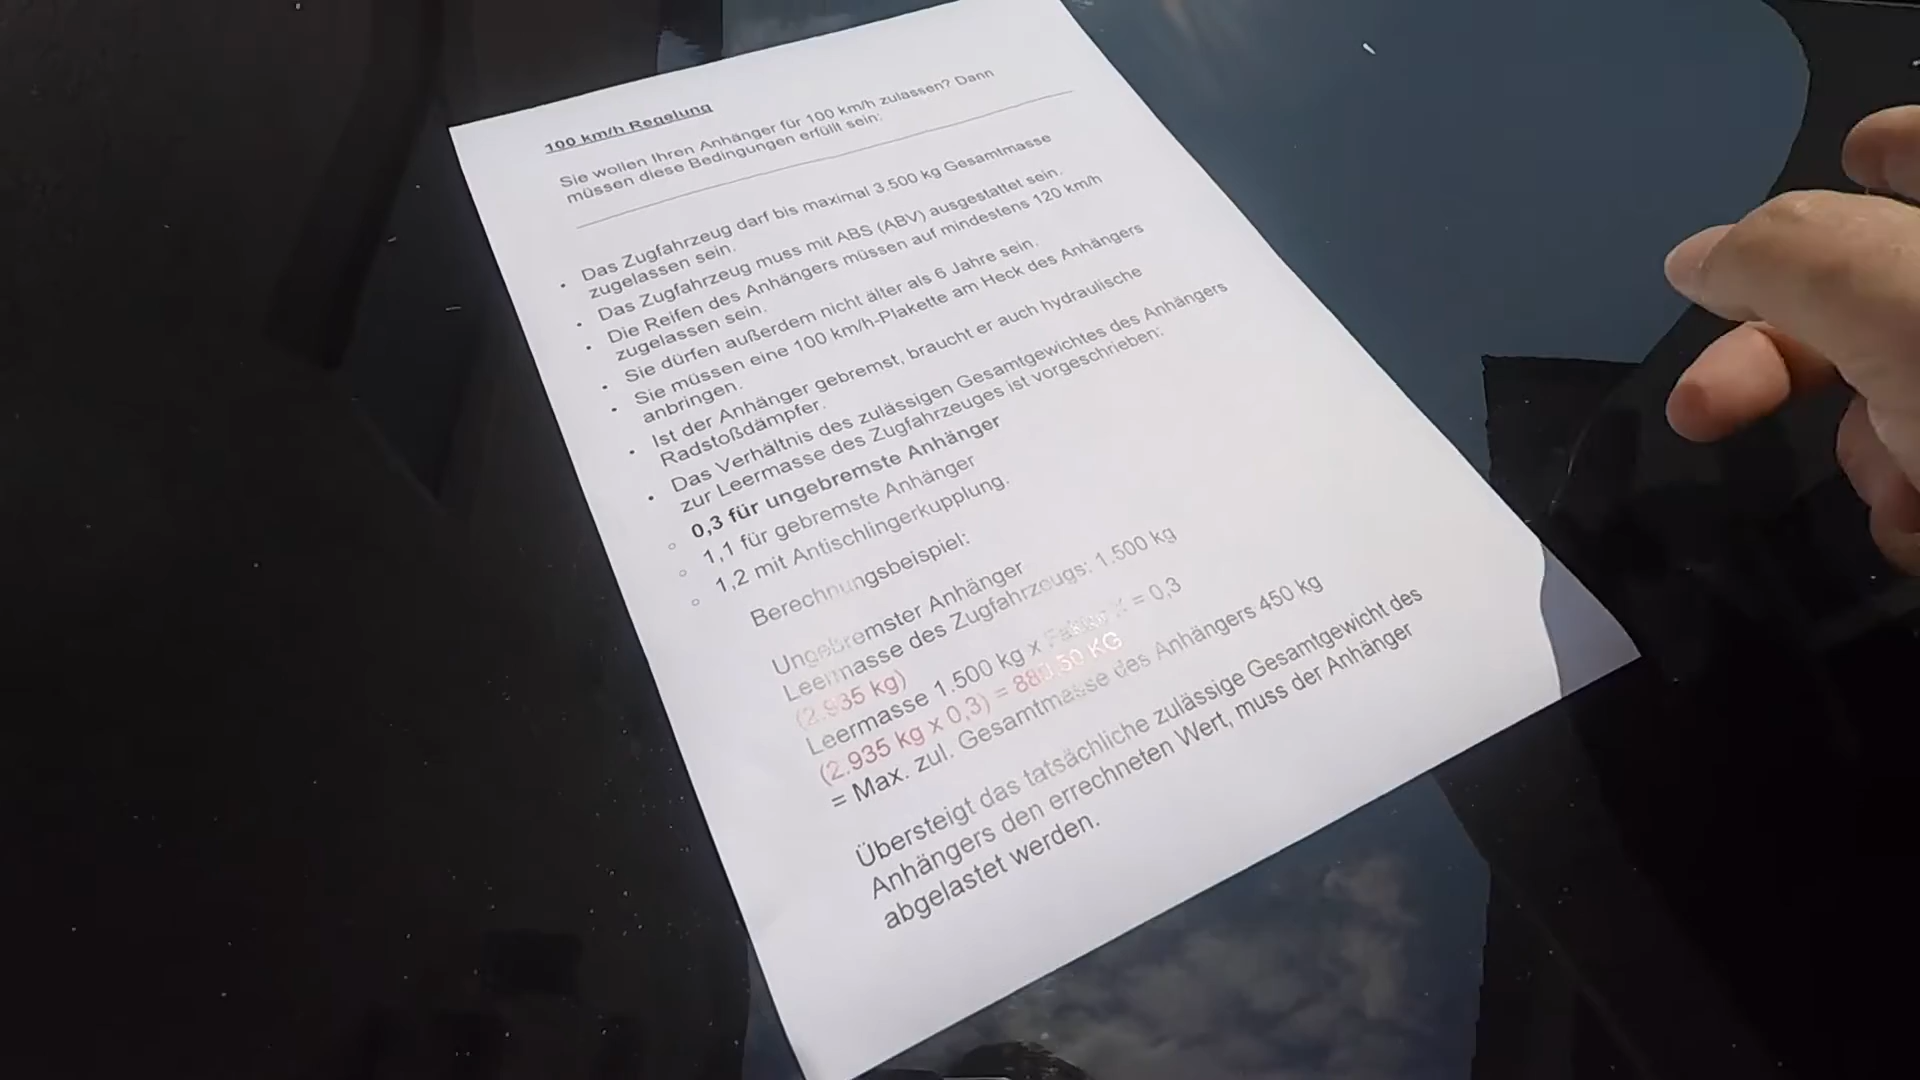 100 km/h Regelung
Sie wollen Ihren Anhänger für 100 km/h zulassen? Dann
müssen diese Bedingungen erfüllt sein:
• Das Zugfahrzeug darf bis maximal 3.500 kg Gesamtmasse
zugelassen sein.
• Das Zugfahrzeug muss mit ABS (ABV) ausgestattet sein.
• Die Reifen des Anhängers müssen auf mindestens 120 km/h
zugelassen sein.
• Sie dürfen außerdem nicht älter als 6 Jahre sein.
• Sie müssen eine 100 km/h-Plakette am Heck des Anhängers
anbringen.
• Ist der Anhänger gebremst, braucht er auch hydraulische
Radstoßdämpfer.
• Das Verhältnis des zulässigen Gesamtgewichtes des Anhängers
zur Leermasse des Zugfahrzeuges ist vorgeschrieben:
○ 0,3 für ungebremste Anhänger
○ 1,1 für gebremste Anhänger
○ 1,2 mit Antischlingerkupplung.
Berechnungsbeispiel:
Ungebremster Anhänger
Leermasse des Zugfahrzeugs: 1.500 kg
(2.935 kg)
Leermasse 1.500 kg x Faktor X = 0,3
(2.935 kg x 0,3) = 880,50 KG
= Max. zul. Gesamtmasse des Anhängers 450 kg
Übersteigt das tatsächliche zulässige Gesamtgewicht des
Anhängers den errechneten Wert, muss der Anhänger
abgelastet werden.